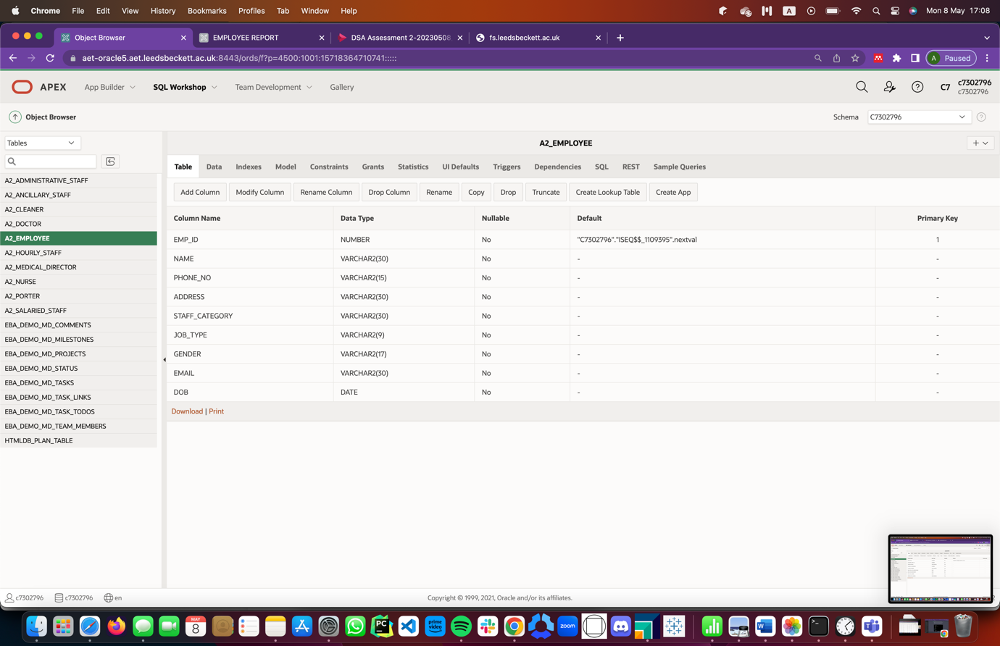 Chrome File Edit View History Bookmarks Profiles Tab Window Help A Mon 8 May 17:08
Object Browser EMPLOYEE REPORT DSA Assessment 2-20230508 fs.leedsbeckett.ac.uk
aet-oracle5.aet.leedsbeckett.ac.uk:8443/ords/f?p=4500:1001:15718364710741::::: A Paused
APEX App Builder SQL Workshop Team Development Gallery C7 c7302796
c7302796
Object Browser Schema C7302796
Tables A2_EMPLOYEE
Table Data Indexes Model Constraints Grants Statistics UI Defaults Triggers Dependencies SQL REST Sample Queries
Add Column Modify Column Rename Column Drop Column Rename Copy Drop Truncate Create Lookup Table Create App
A2_ADMINISTRATIVE_STAFF
A2_ANCILLARY_STAFF
A2_CLEANER
A2_DOCTOR
A2_EMPLOYEE
A2_HOURLY_STAFF
A2_MEDICAL_DIRECTOR
A2_NURSE
A2_PORTER
A2_SALARIED_STAFF
EBA_DEMO_MD_COMMENTS
EBA_DEMO_MD_MILESTONES
EBA_DEMO_MD_PROJECTS
EBA_DEMO_MD_STATUS
EBA_DEMO_MD_TASKS
EBA_DEMO_MD_TASK_LINKS
EBA_DEMO_MD_TASK_TODOS
EBA_DEMO_MD_TEAM_MEMBERS
HTMLDB_PLAN_TABLE
Column Name Data Type Nullable Default Primary Key
EMP_ID NUMBER No "C7302796"."ISEQ$$_1109395".nextval 1
NAME VARCHAR2(30) No - -
PHONE_NO VARCHAR2(15) No - -
ADDRESS VARCHAR2(30) No - -
STAFF_CATEGORY VARCHAR2(30) No - -
JOB_TYPE VARCHAR2(9) No - -
GENDER VARCHAR2(17) No - -
EMAIL VARCHAR2(30) No - -
DOB DATE No - -
Download | Print
c7302796 c7302796 en Copyright © 1999, 2021, Oracle and/or its affiliates.
MAY
8
PC
prime
video
zoom
W